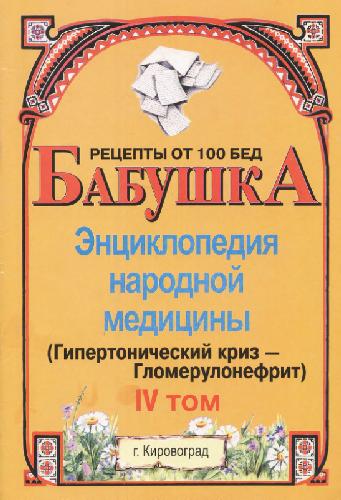 РЕЦЕПТЫ ОТ 100 БЕД
БАБУШКА
Энциклопедия
народной
медицины
(Гипертонический криз —
Гломерулонефрит)
IV том
г. Кировоград